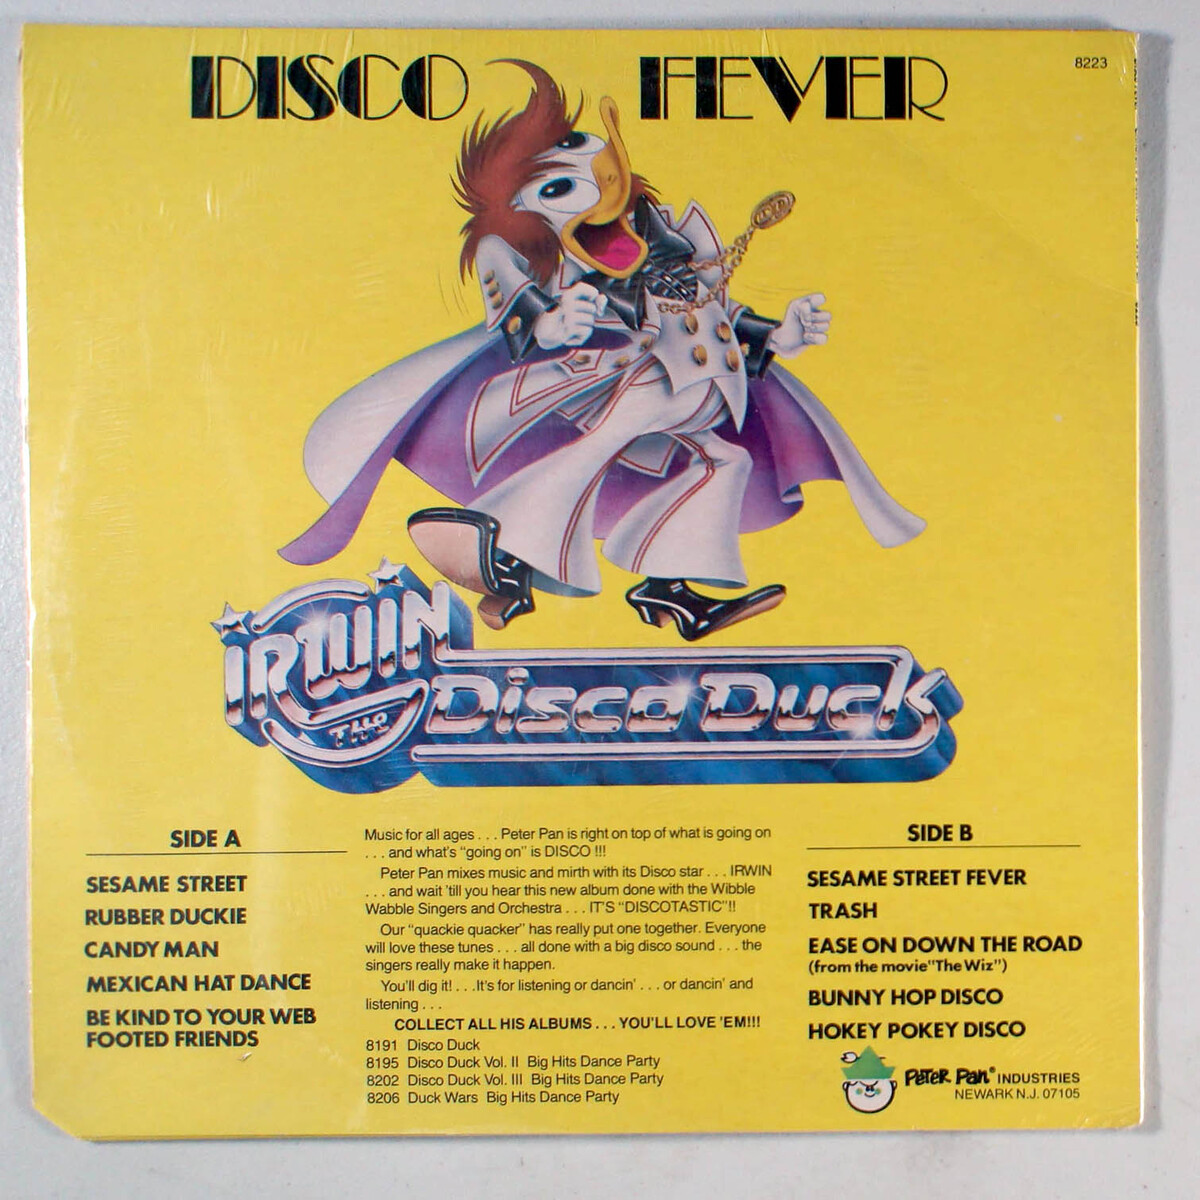 DISCO FEVER
8223
IRWIN
THE
Disco Duck
SIDE A
SESAME STREET
RUBBER DUCKIE
CANDY MAN
MEXICAN HAT DANCE
BE KIND TO YOUR WEB
FOOTED FRIENDS
Music for all ages . . . Peter Pan is right on top of what is going on
. . . and what's "going on" is DISCO !!!
Peter Pan mixes music and mirth with its Disco star . . . IRWIN
. . . and wait 'till you hear this new album done with the Wibble
Wabble Singers and Orchestra . . . IT'S "DISCOTASTIC"!!
Our "quackie quacker" has really put one together. Everyone
will love these tunes . . . all done with a big disco sound . . . the
singers really make it happen.
You'll dig it! . . . It's for listening or dancin' . . . or dancin' and
listening . . .
COLLECT ALL HIS ALBUMS . . . YOU'LL LOVE 'EM!!!
8191 Disco Duck
8195 Disco Duck Vol. II Big Hits Dance Party
8202 Disco Duck Vol. III Big Hits Dance Party
8206 Duck Wars Big Hits Dance Party
SIDE B
SESAME STREET FEVER
TRASH
EASE ON DOWN THE ROAD
(from the movie "The Wiz")
BUNNY HOP DISCO
HOKEY POKEY DISCO
PETER PAN® INDUSTRIES
NEWARK N.J. 07105